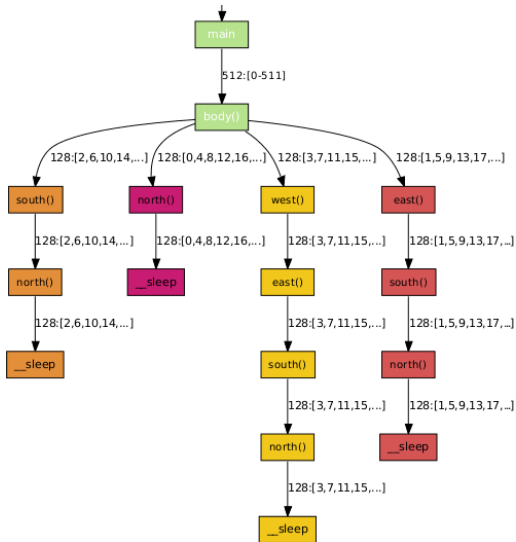 main
512:[0-511]
body()
128:[2,6,10,14,...] 128:[0,4,8,12,16,...] 128:[3,7,11,15,...] 128:[1,5,9,13,17,...]
south() north() west() east()
128:[2,6,10,14,...] 128:[0,4,8,12,16,...] 128:[3,7,11,15,...] 128:[1,5,9,13,17,...]
north() __sleep east() south()
128:[2,6,10,14,...] 128:[3,7,11,15,...] 128:[1,5,9,13,17,...]
__sleep south() north()
128:[3,7,11,15,...] 128:[1,5,9,13,17,...]
north() __sleep
128:[3,7,11,15,...]
__sleep